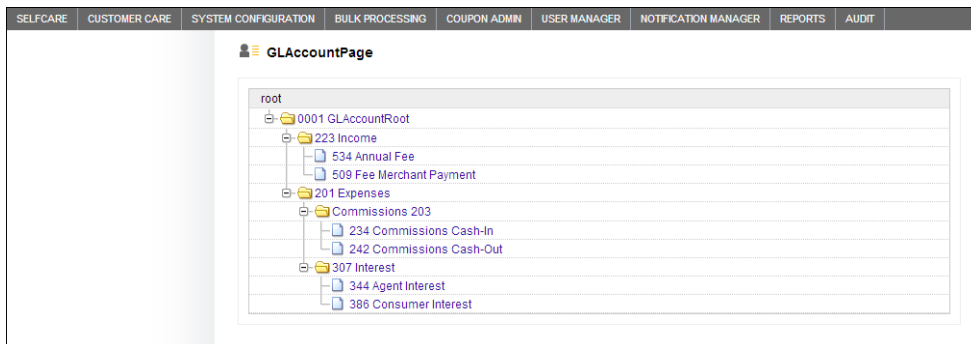 SELFCARE CUSTOMER CARE SYSTEM CONFIGURATION BULK PROCESSING COUPON ADMIN USER MANAGER NOTIFICATION MANAGER REPORTS AUDIT
GLAccountPage
root
0001 GLAccountRoot
223 Income
534 Annual Fee
509 Fee Merchant Payment
201 Expenses
Commissions 203
234 Commissions Cash-In
242 Commissions Cash-Out
307 Interest
344 Agent Interest
386 Consumer Interest